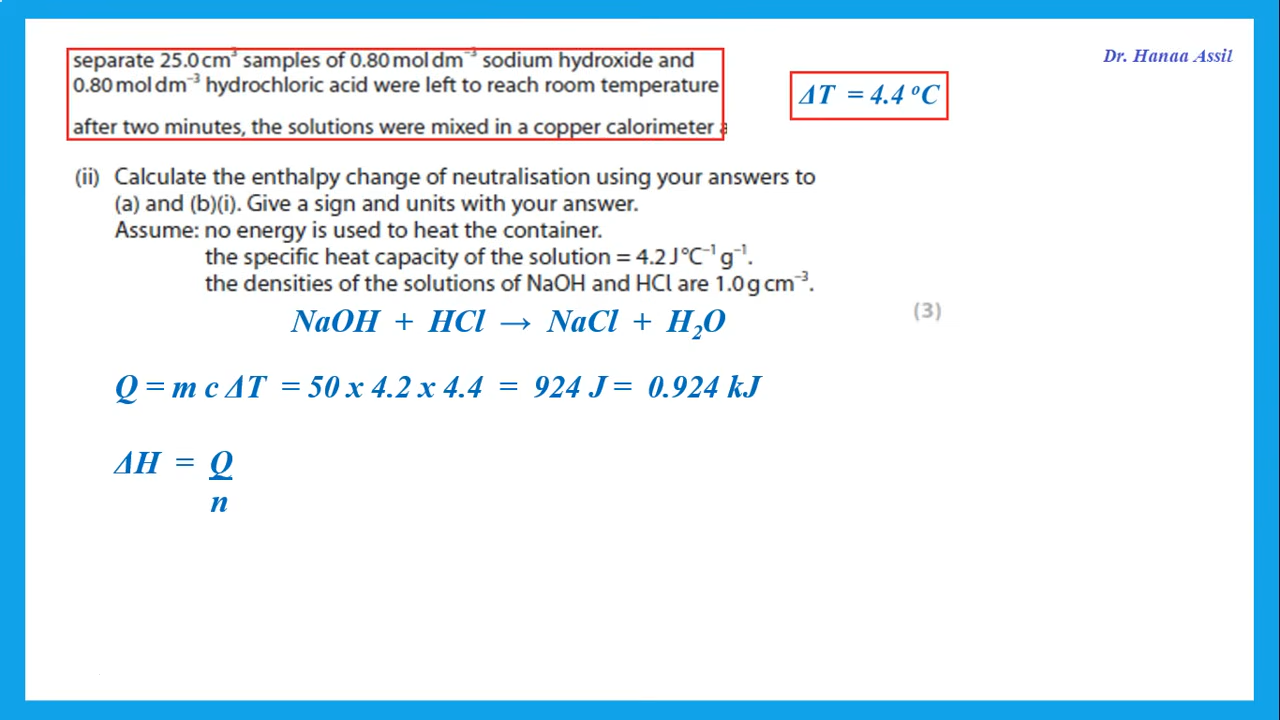 Dr. Hanaa Assil
separate 25.0 cm³ samples of 0.80 mol dm⁻³ sodium hydroxide and
0.80 mol dm⁻³ hydrochloric acid were left to reach room temperature
after two minutes, the solutions were mixed in a copper calorimeter a
ΔT = 4.4 ºC
(ii) Calculate the enthalpy change of neutralisation using your answers to
(a) and (b)(i). Give a sign and units with your answer.
Assume: no energy is used to heat the container.
the specific heat capacity of the solution = 4.2 J°C⁻¹ g⁻¹.
the densities of the solutions of NaOH and HCl are 1.0 g cm⁻³.
(3)
NaOH + HCl → NaCl + H₂O
Q = m c ΔT = 50 x 4.2 x 4.4 = 924 J = 0.924 kJ
ΔH = Q
n